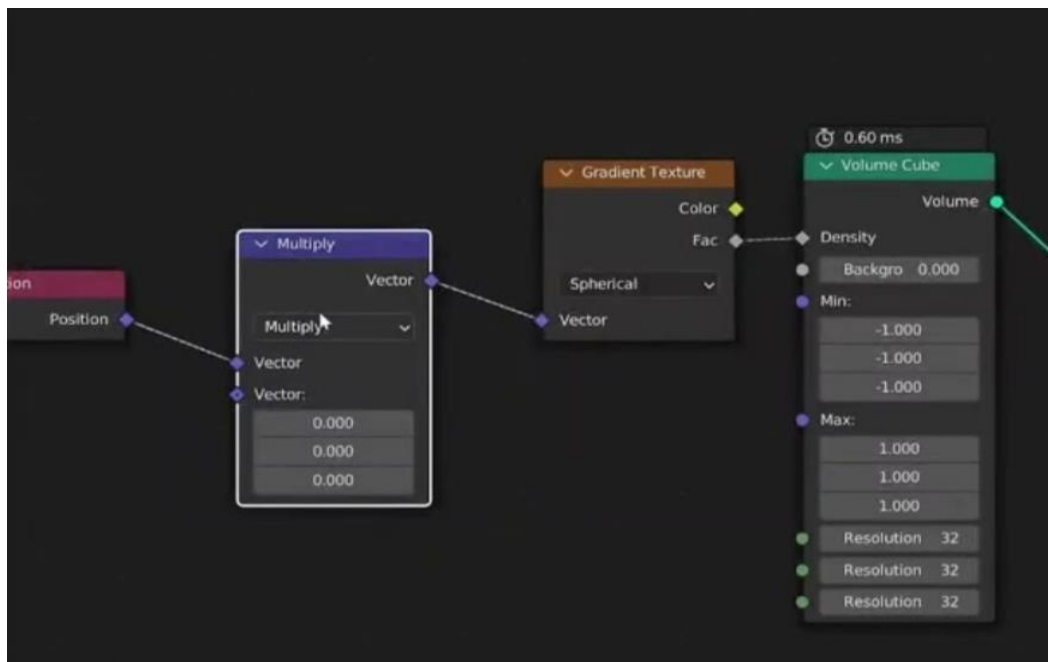 ion
Position
Multiply
Vector
Multiply
Vector
Vector:
0.000
0.000
0.000
Gradient Texture
Color
Fac
Spherical
Vector
0.60 ms
Volume Cube
Volume
Density
Backgro 0.000
Min:
-1.000
-1.000
-1.000
Max:
1.000
1.000
1.000
Resolution 32
Resolution 32
Resolution 32